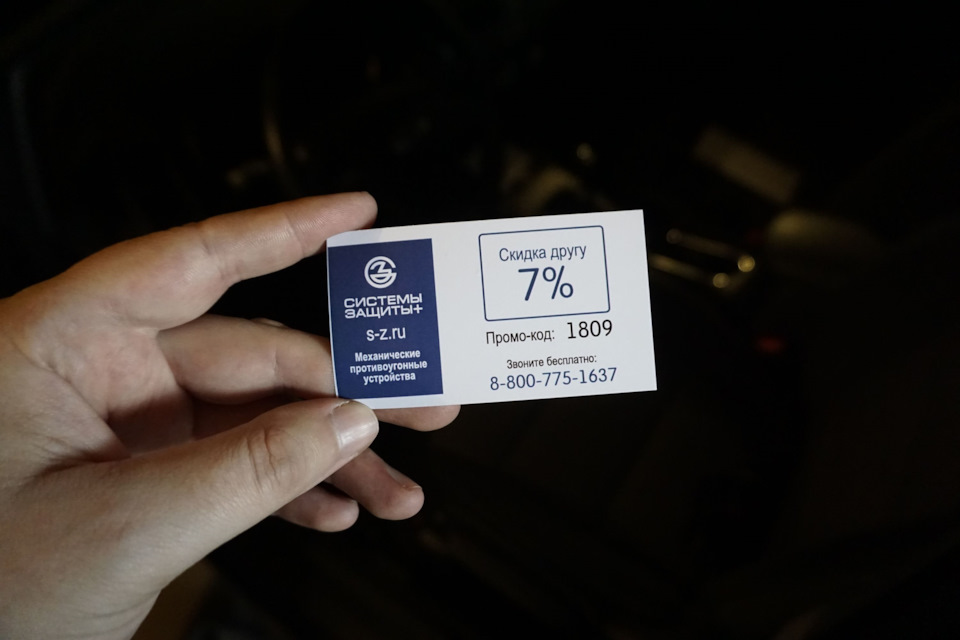 СИСТЕМЫ
ЗАЩИТЫ+
s-z.ru
Механические
противоугонные
устройства
Скидка другу
7%
Промо-код: 1809
Звоните бесплатно:
8-800-775-1637